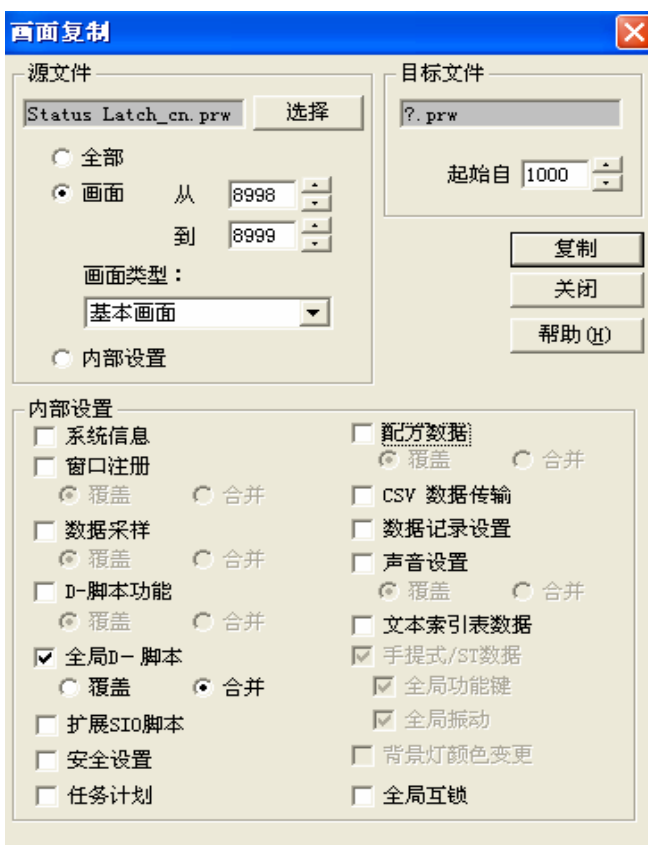 画面复制
源文件
Status Latch_cn.prw 选择
全部
画面 从 8998
到 8999
画面类型：
基本画面
内部设置
目标文件
?.prw
起始自 1000
复制
关闭
帮助(H)
内部设置
系统信息
窗口注册
覆盖 合并
数据采样
覆盖 合并
D-脚本功能
覆盖 合并
全局D-脚本
覆盖 合并
扩展SIO脚本
安全设置
任务计划
配方数据
覆盖 合并
CSV 数据传输
数据记录设置
声音设置
覆盖 合并
文本索引表数据
手提式/ST数据
全局功能键
全局振动
背景灯颜色变更
全局互锁